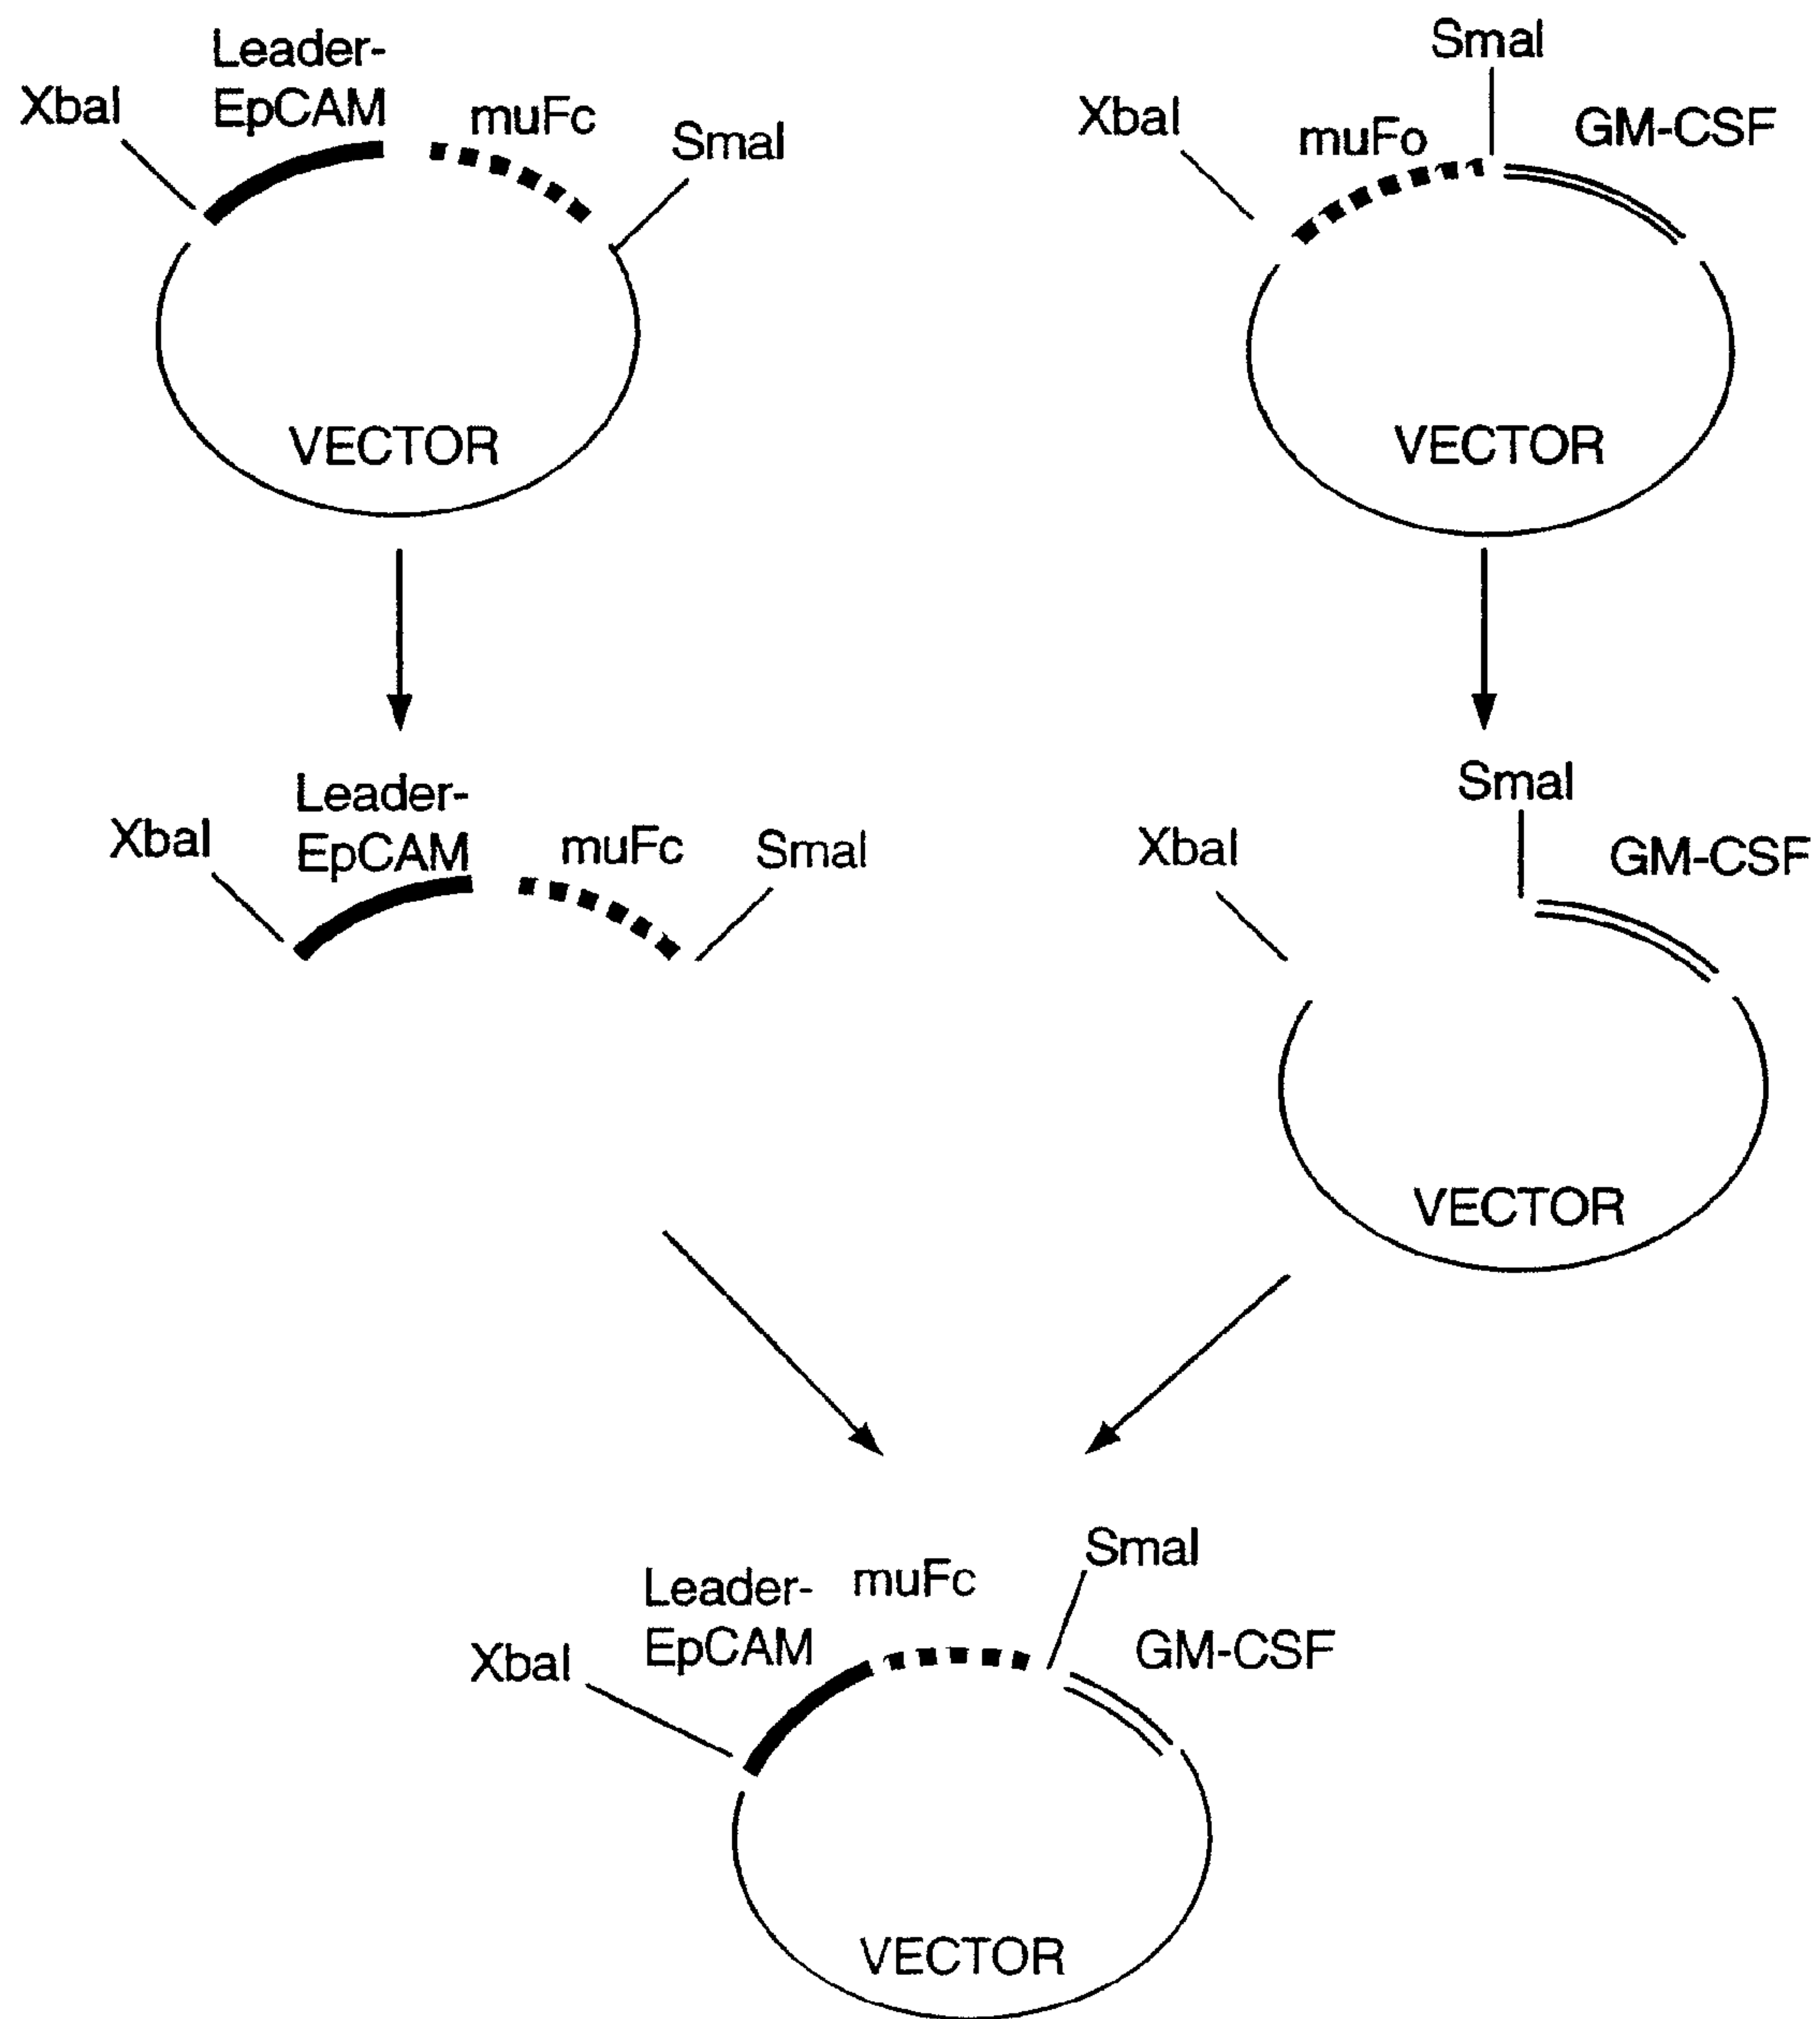 Leader-
EpCAM
XbaI
muFc
SmaI
VECTOR
SmaI
XbaI
muFo
GM-CSF
VECTOR
Leader-
EpCAM
XbaI
muFc
SmaI
SmaI
XbaI
GM-CSF
VECTOR
SmaI
Leader-
EpCAM
muFc
XbaI
GM-CSF
VECTOR